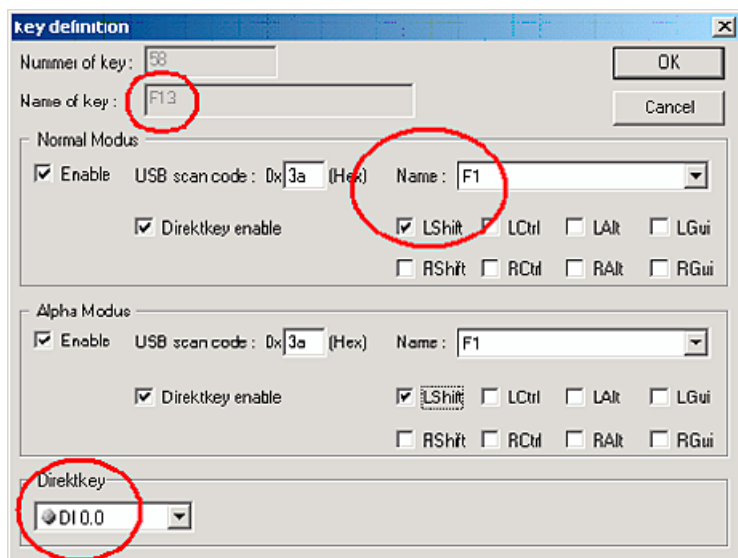 key definition
Nummer of key : 58
OK
Name of key : F13
Cancel
Normal Modus
Enable USB scan code : 0x 3a (Hex) Name : F1
Direktkey enable LShift LCtrl LAlt LGui
RShift RCtrl RAlt RGui
Alpha Modus
Enable USB scan code : 0x 3a (Hex) Name : F1
Direktkey enable LShift LCtrl LAlt LGui
RShift RCtrl RAlt RGui
Direktkey
DI 0.0